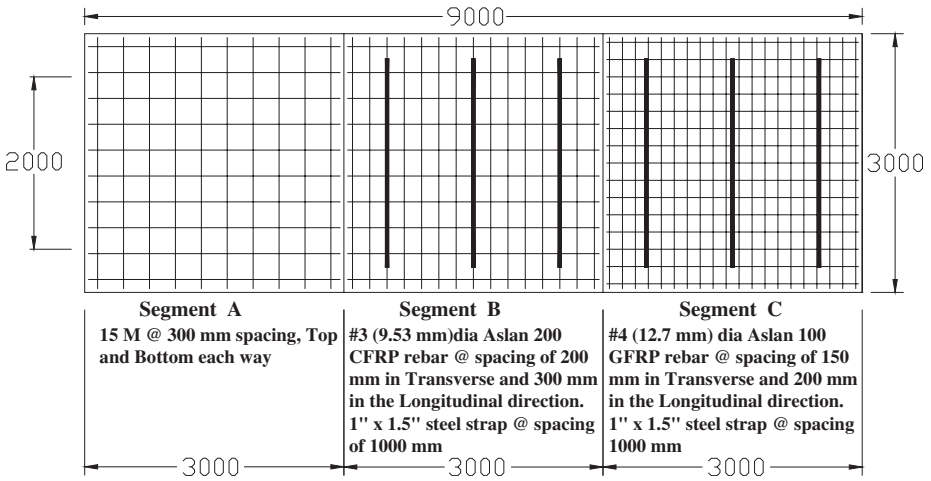 9000
2000
3000
Segment A
15 M @ 300 mm spacing, Top
and Bottom each way
Segment B
#3 (9.53 mm)dia Aslan 200
CFRP rebar @ spacing of 200
mm in Transverse and 300 mm
in the Longitudinal direction.
1" x 1.5" steel strap @ spacing
of 1000 mm
Segment C
#4 (12.7 mm) dia Aslan 100
GFRP rebar @ spacing of 150
mm in Transverse and 200 mm
in the Longitudinal direction.
1" x 1.5" steel strap @ spacing
1000 mm
3000
3000
3000